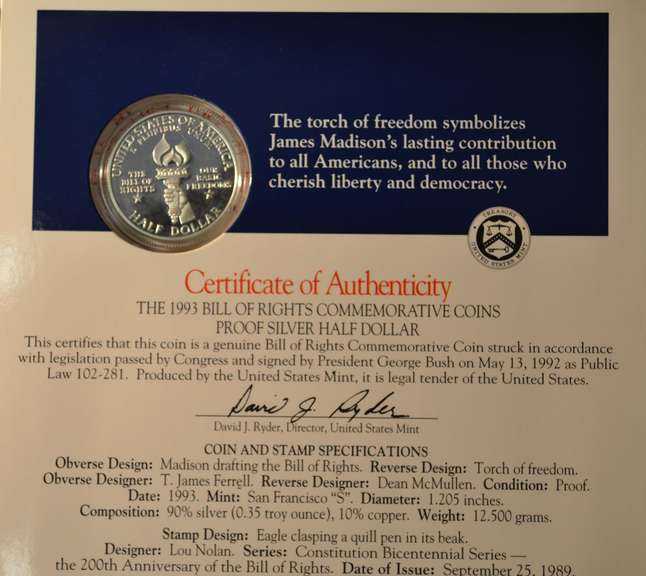 UNITED STATES OF AMERICA
E PLURIBUS UNUM
THE
BILL OF
RIGHTS
OUR
BASIC
FREEDOMS
HALF DOLLAR
The torch of freedom symbolizes
James Madison's lasting contribution
to all Americans, and to all those who
cherish liberty and democracy.
TREASURY
UNITED STATES MINT
Certificate of Authenticity
THE 1993 BILL OF RIGHTS COMMEMORATIVE COINS
PROOF SILVER HALF DOLLAR
This certifies that this coin is a genuine Bill of Rights Commemorative Coin struck in accordance
with legislation passed by Congress and signed by President George Bush on May 13, 1992 as Public
Law 102-281. Produced by the United States Mint, it is legal tender of the United States.
David J. Ryder
David J. Ryder, Director, United States Mint
COIN AND STAMP SPECIFICATIONS
Obverse Design: Madison drafting the Bill of Rights. Reverse Design: Torch of freedom.
Obverse Designer: T. James Ferrell. Reverse Designer: Dean McMullen. Condition: Proof.
Date: 1993. Mint: San Francisco "S". Diameter: 1.205 inches.
Composition: 90% silver (0.35 troy ounce), 10% copper. Weight: 12.500 grams.
Stamp Design: Eagle clasping a quill pen in its beak.
Designer: Lou Nolan. Series: Constitution Bicentennial Series —
the 200th Anniversary of the Bill of Rights. Date of Issue: September 25, 1989.